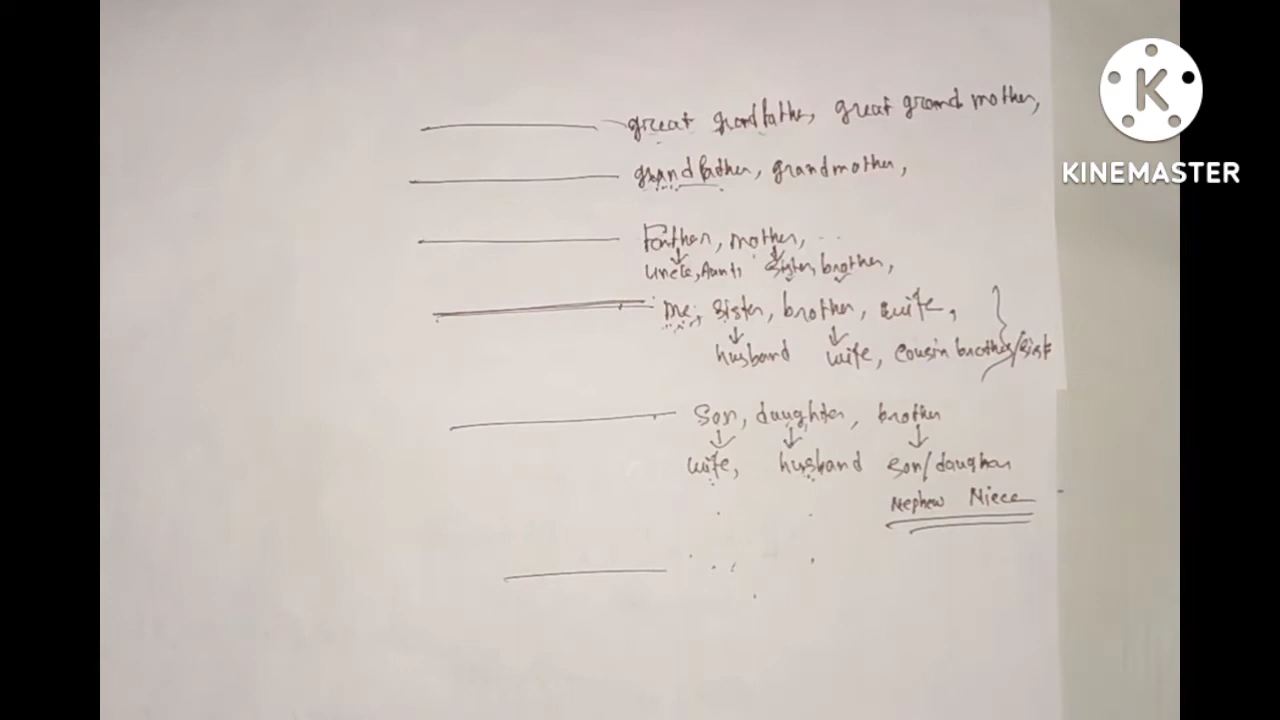 great grandfather, great grand mother,
grandfather, grandmother,
Father, mother, ...
Uncle, Aunt, Sister, brother,
me, sister, brother, wife,
husband wife, cousin brother/sist
Son, daughter, brother
wife, husband Son/daughter
Nephew Niece
K
KINEMASTER